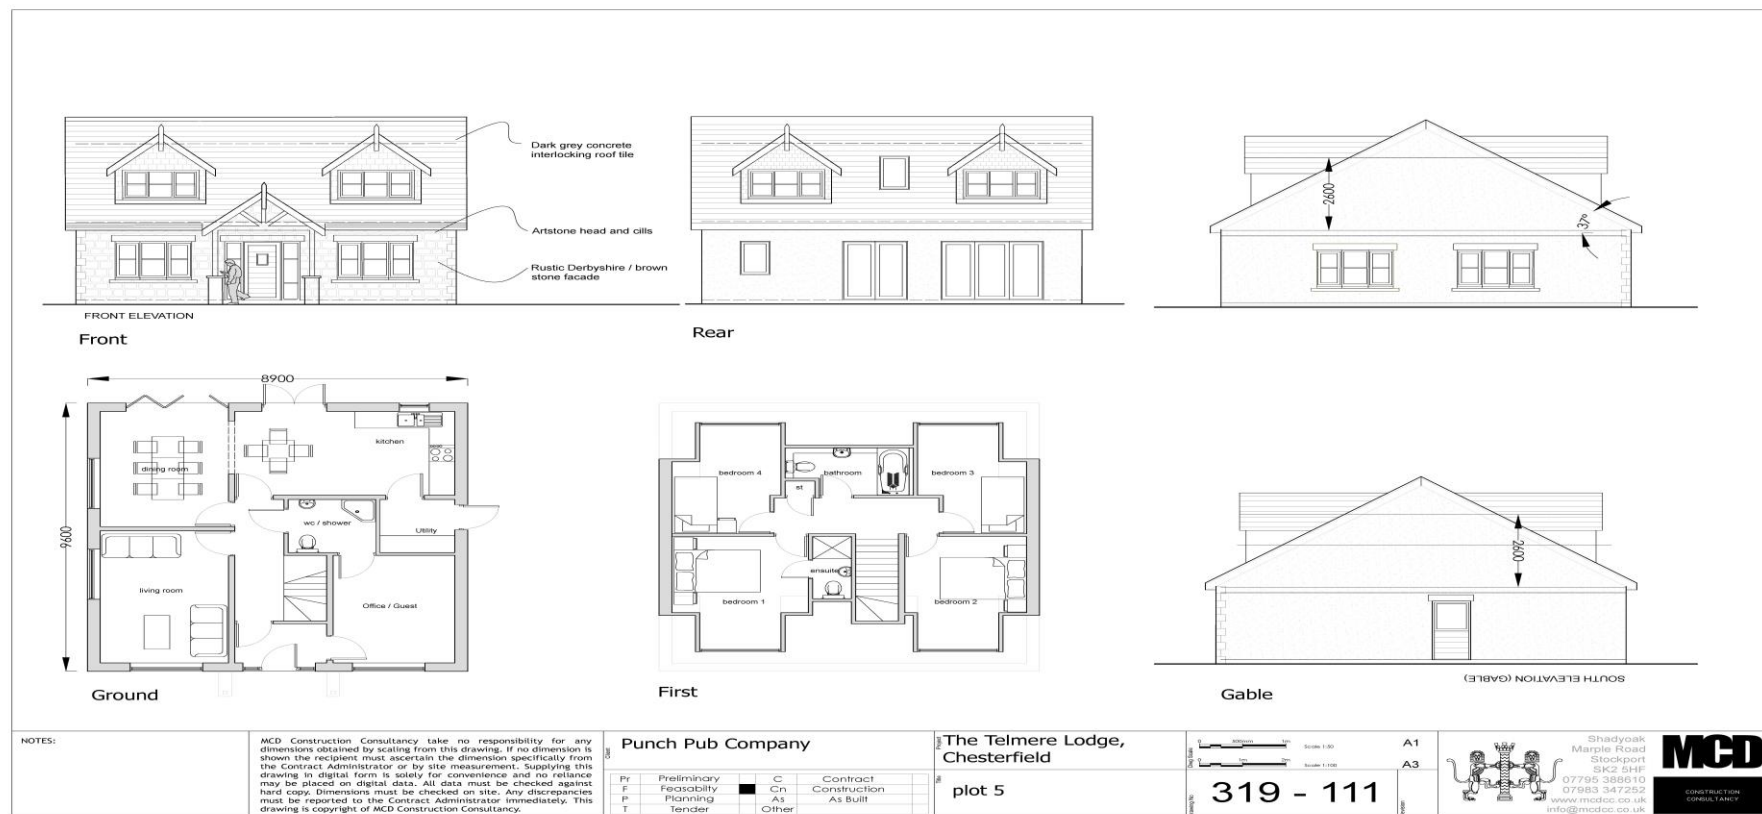 Dark grey concrete
interlocking roof tile
Artstone head and cills
Rustic Derbyshire / brown
stone facade
FRONT ELEVATION
Front
Rear
2600
37°
8900
9600
kitchen
dining room
wc / shower
Utility
living room
Office / Guest
Ground
bedroom 4
bathroom
bedroom 3
st
ensuite
bedroom 1
bedroom 2
First
2600
SOUTH ELEVATION (GABLE)
Gable
NOTES:
MCD Construction Consultancy take no responsibility for any
dimensions obtained by scaling from this drawing. If no dimension is
shown the recipient must ascertain the dimension specifically from
the Contract Administrator or by site measurement. Supplying this
drawing in digital form is solely for convenience and no reliance
may be placed on digital data. All data must be checked against
hard copy. Dimensions must be checked on site. Any discrepancies
must be reported to the Contract Administrator immediately. This
drawing is copyright of MCD Construction Consultancy.
Client
Punch Pub Company
Pr Preliminary C Contract
F Feasabilty Cn Construction
P Planning As As Built
T Tender Other
Project
The Telmere Lodge,
Chesterfield
Title
plot 5
0 500mm 1m Scale 1:50 A1
0 1m 2m Scale 1:100 A3
319 - 111
Shadyoak
Marple Road
Stockport
SK2 5HF
07795 388610
07983 347252
www.mcdcc.co.uk
info@mcdcc.co.uk
MCD
CONSTRUCTION
CONSULTANCY